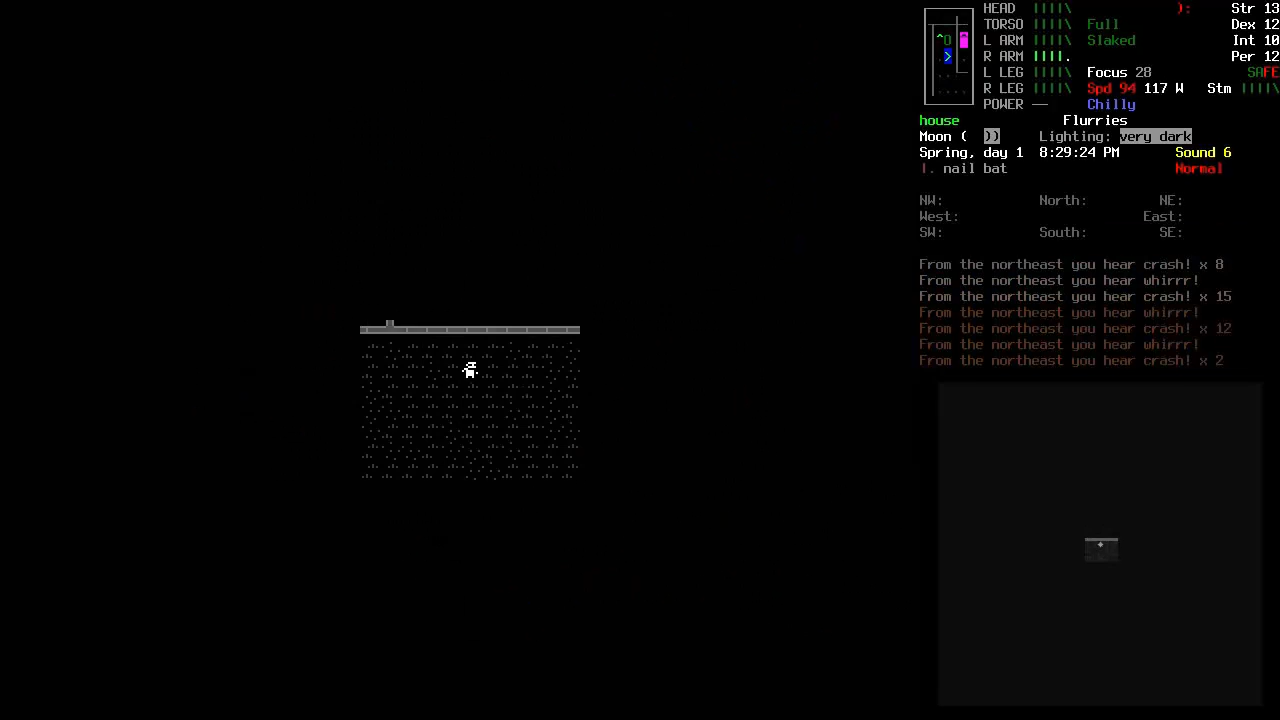 HEAD ||||\ ): Str 13
TORSO ||||\ Full Dex 12
L ARM ||||\ Slaked Int 10
R ARM ||||. Per 12
L LEG ||||\ Focus 28 SAFE
R LEG ||||\ Spd 94 117 W Stm ||||\
POWER -- Chilly
house Flurries
Moon ( )) Lighting: very dark
Spring, day 1 8:29:24 PM Sound 6
|. nail bat Normal
NW: North: NE:
West: East:
SW: South: SE:
From the northeast you hear crash! x 8
From the northeast you hear whirrr!
From the northeast you hear crash! x 15
From the northeast you hear whirrr!
From the northeast you hear crash! x 12
From the northeast you hear whirrr!
From the northeast you hear crash! x 2